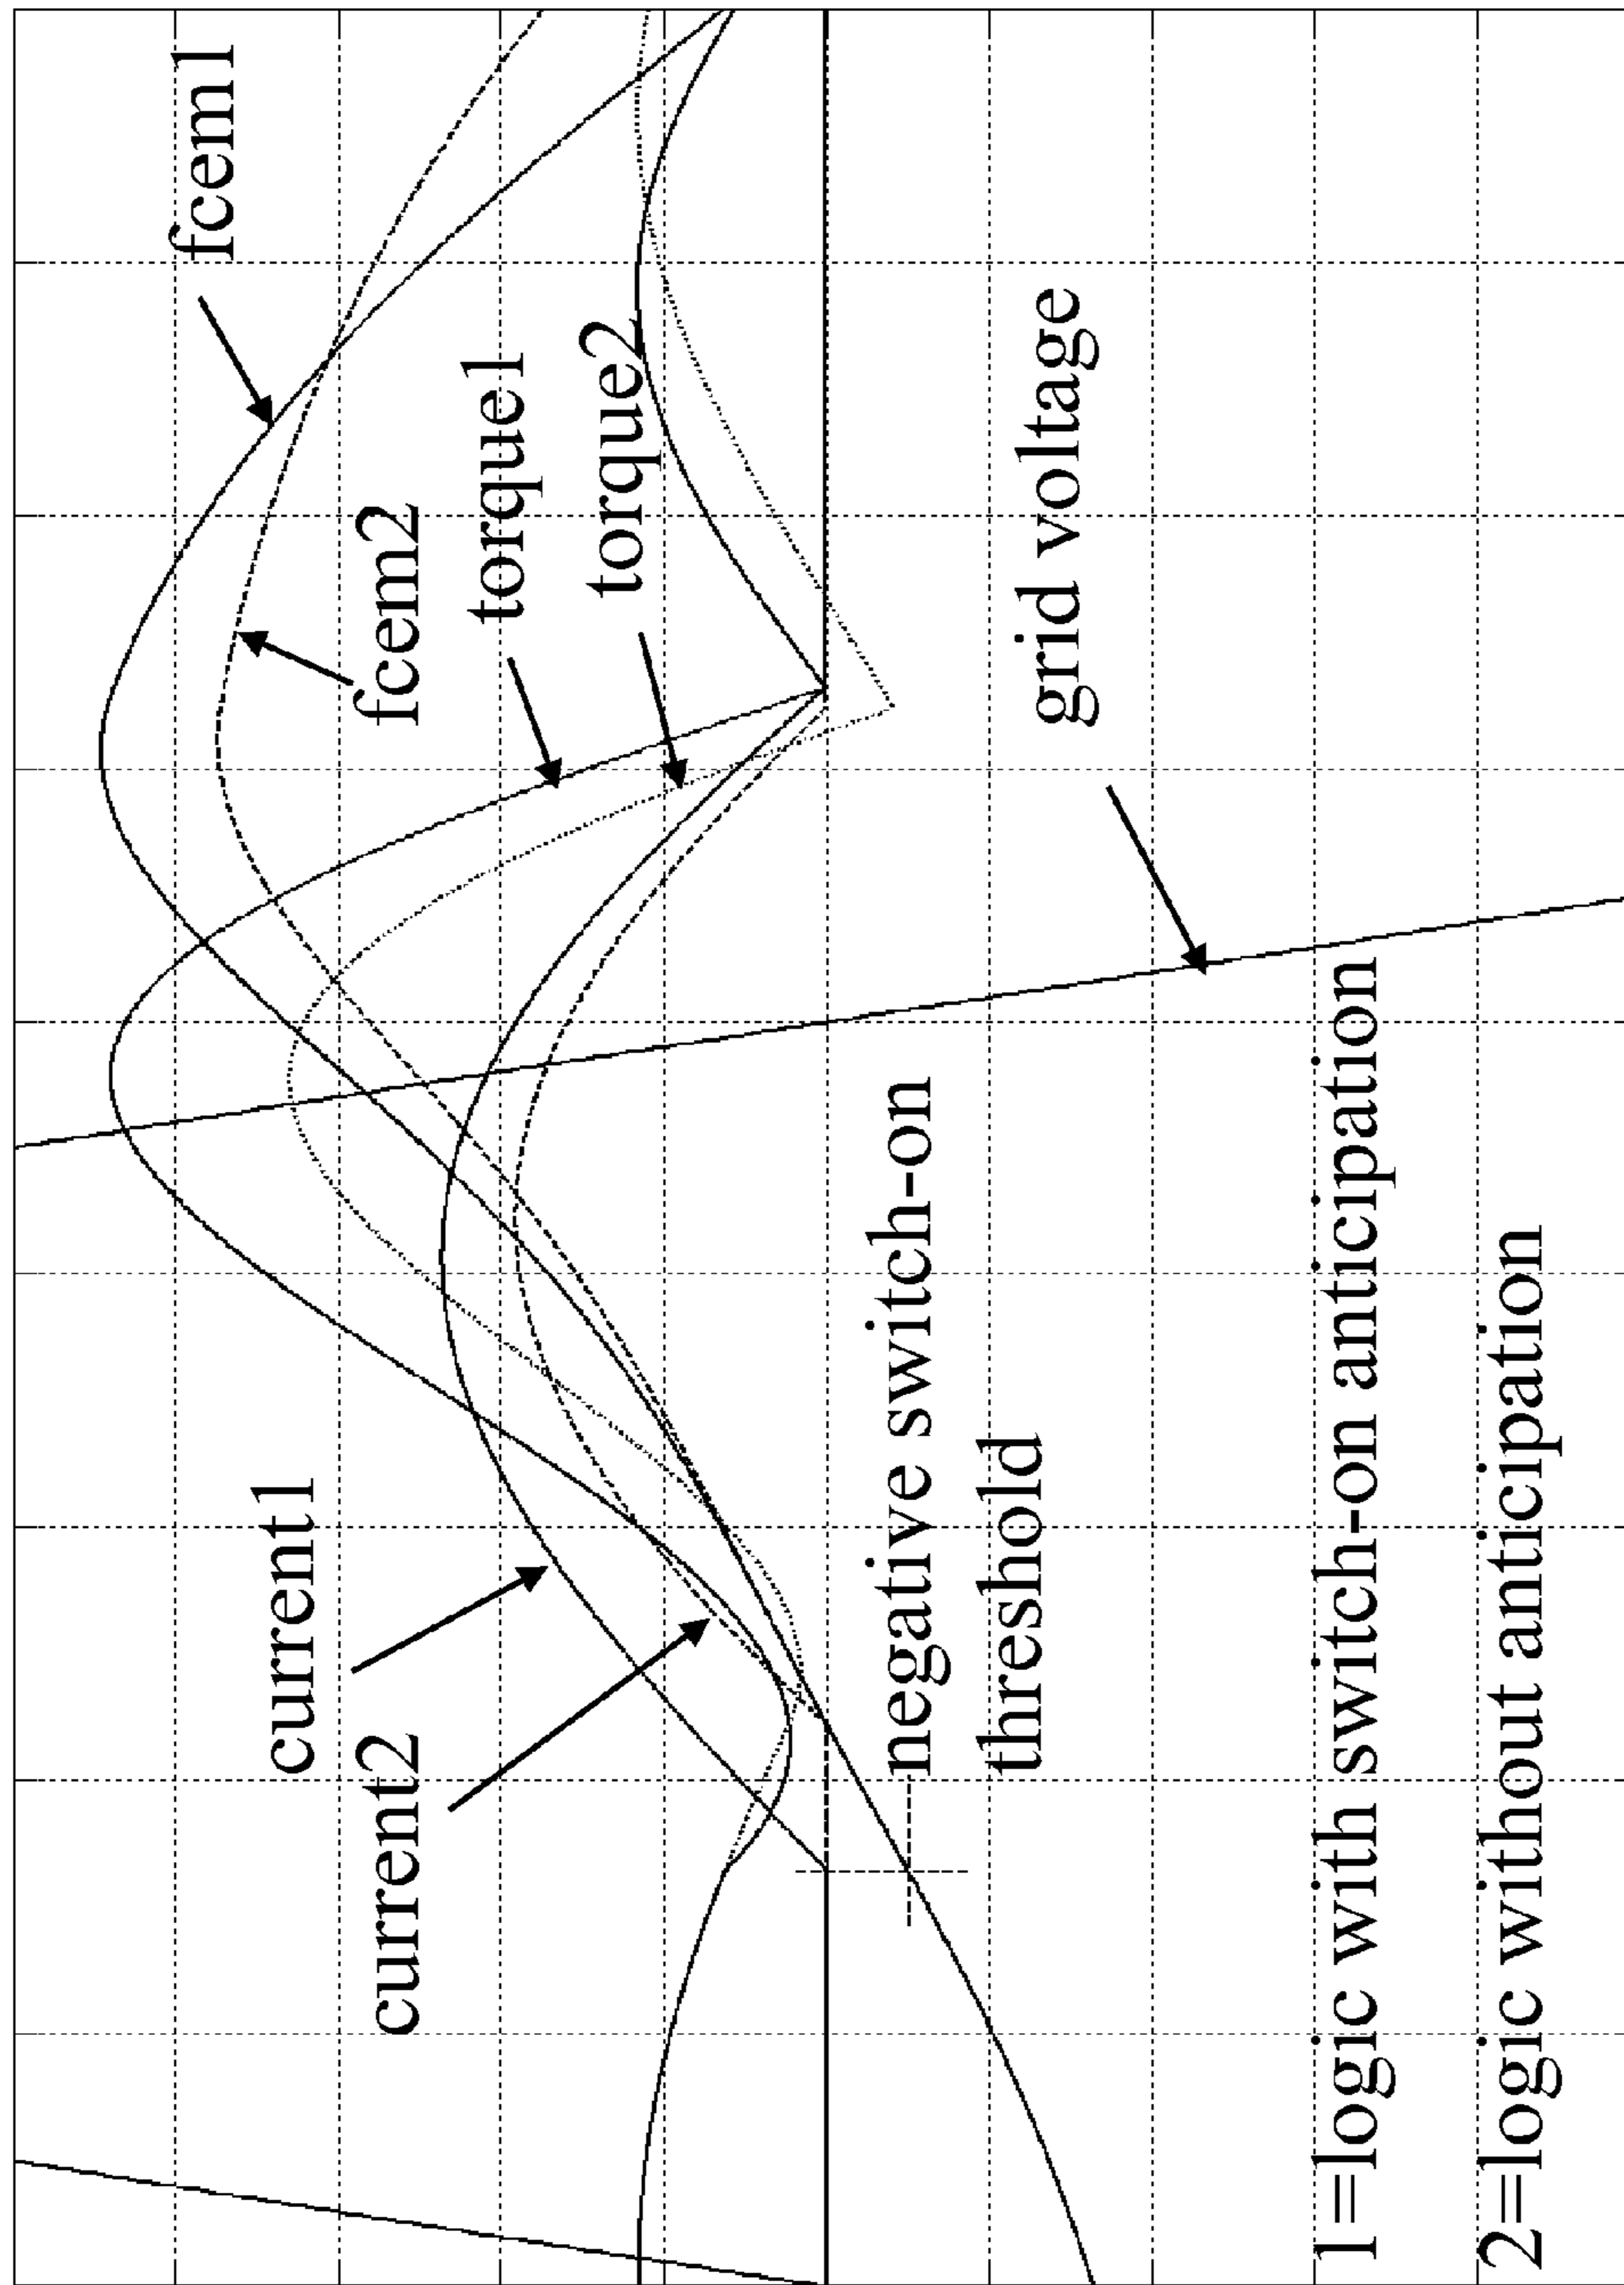 fcem1
fcem2
torque1
torque2
current1
current2
grid voltage
negative switch-on
threshold
1=logic with switch-on anticipation
2=logic without anticipation